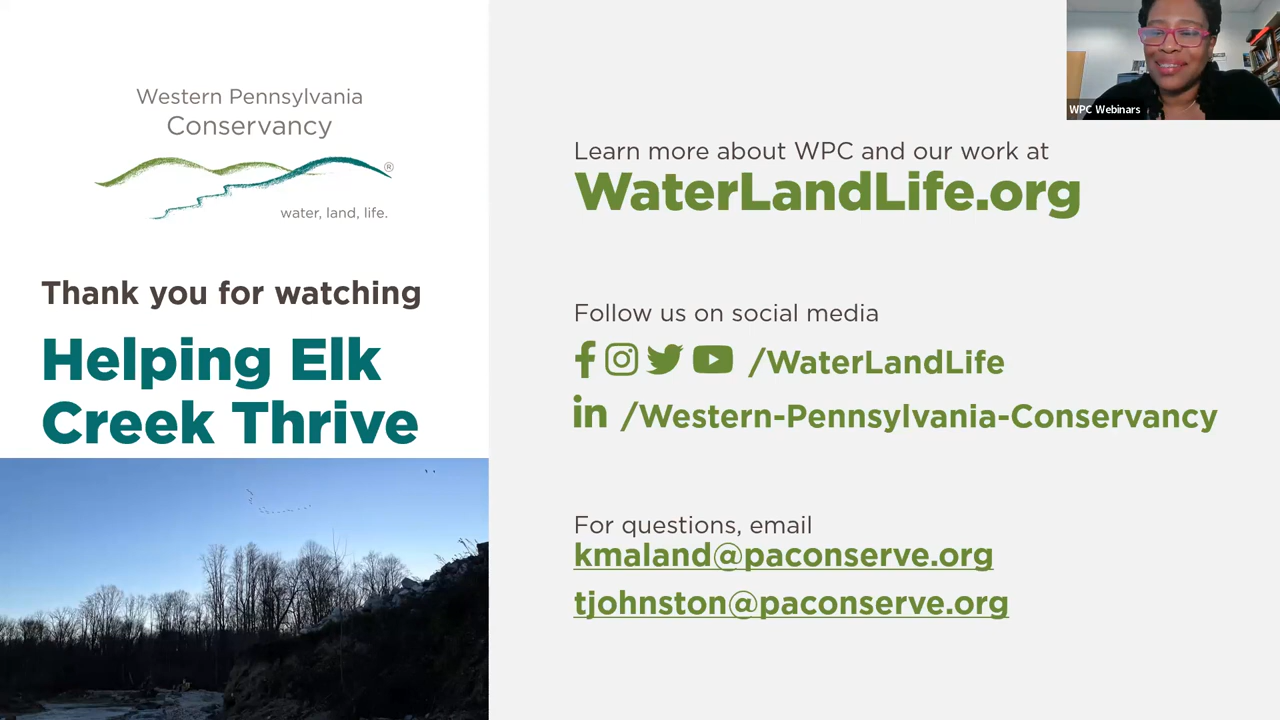 Western Pennsylvania
Conservancy
®
water, land, life.
Thank you for watching
Helping Elk
Creek Thrive
WPC Webinars
Learn more about WPC and our work at
WaterLandLife.org
Follow us on social media
/WaterLandLife
in /Western-Pennsylvania-Conservancy
For questions, email
kmaland@paconserve.org
tjohnston@paconserve.org